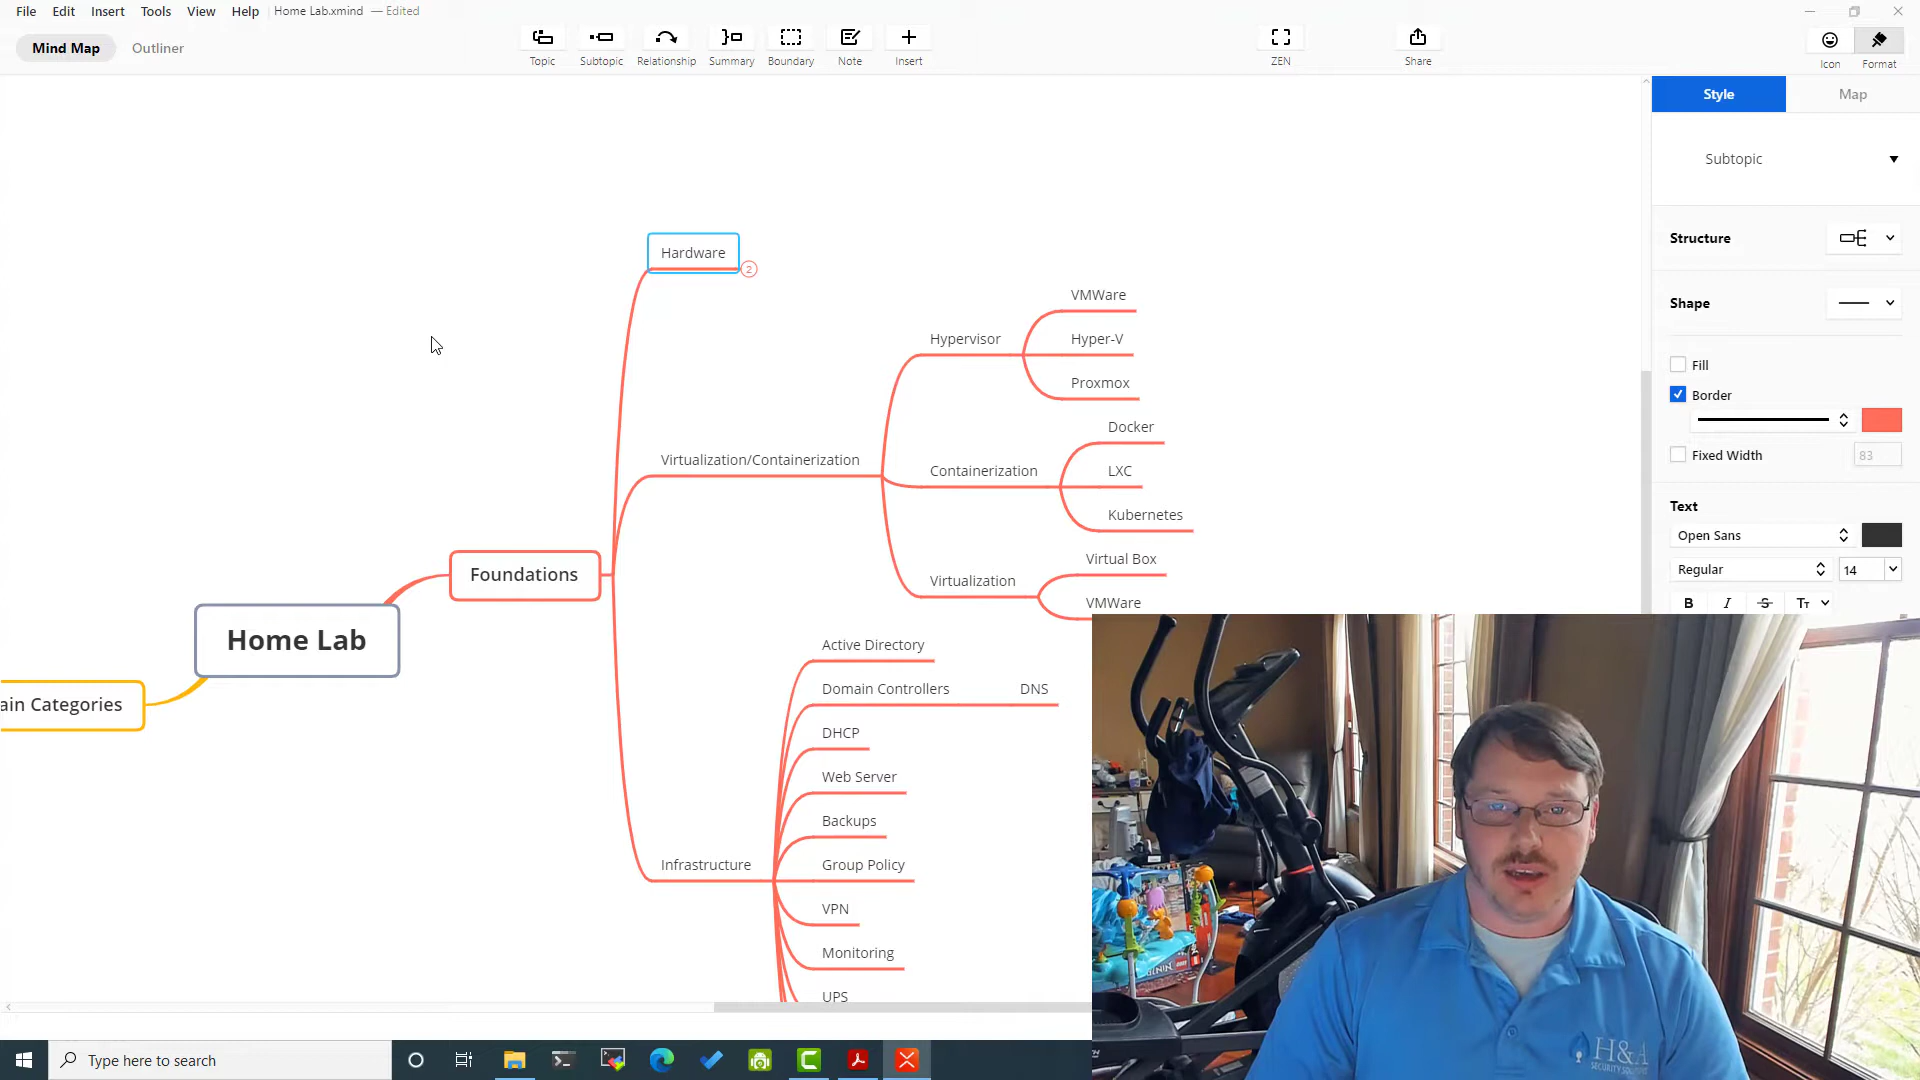 File Edit Insert Tools View Help Home Lab.xmind — Edited
Mind Map Outliner
Topic Subtopic Relationship Summary Boundary Note Insert ZEN Share Icon Format
Style Map
Subtopic
Structure
Shape
Fill
Border
Fixed Width 83
Text
Open Sans
Regular 14
B I S Tт
Hardware
2
VMWare
Hypervisor
Hyper-V
Proxmox
Docker
Virtualization/Containerization
Containerization
LXC
Kubernetes
Virtual Box
Virtualization
VMWare
Foundations
Home Lab
ain Categories
Active Directory
Domain Controllers DNS
DHCP
Web Server
Backups
Infrastructure
Group Policy
VPN
Monitoring
UPS
H&A
SECURITY SOLUTIONS
Type here to search